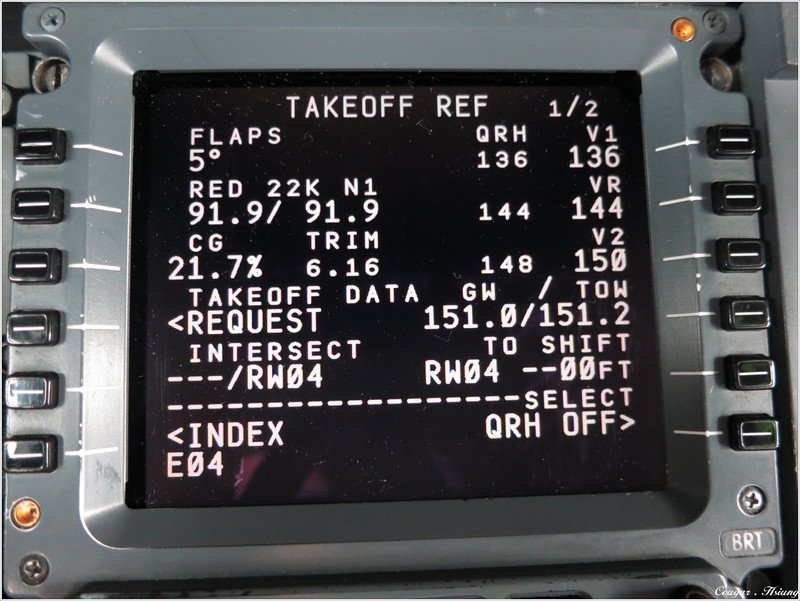 TAKEOFF REF 1/2
FLAPS QRH V1
5° 136 136
RED 22K N1 VR
91.9/ 91.9 144 144
CG TRIM V2
21.7% 6.16 148 150
TAKEOFF DATA GW / TOW
<REQUEST 151.0/151.2
INTERSECT TO SHIFT
---/RW04 RW04 --00FT
--------------------SELECT
<INDEX QRH OFF>
E04
BRT
Cougar . Hsiung